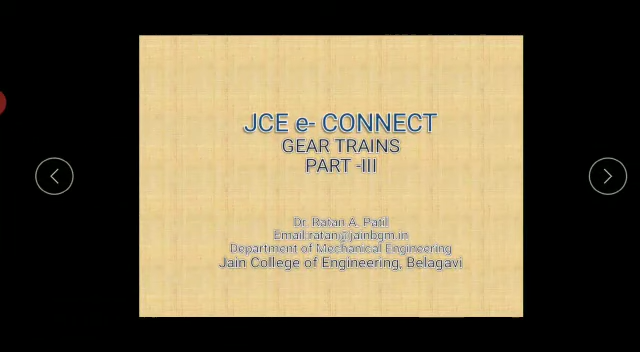 JCE e- CONNECT
GEAR TRAINS
PART -III
Dr. Ratan A. Patil
Email:ratan@jainbgm.in
Department of Mechanical Engineering
Jain College of Engineering, Belagavi